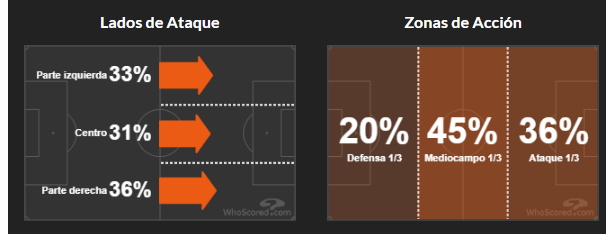 Lados de Ataque
Parte izquierda 33%
Centro 31%
Parte derecha 36%
WhoScored.com
Zonas de Acción
20% 45% 36%
Defensa 1/3 Mediocampo 1/3 Ataque 1/3
WhoScored.com